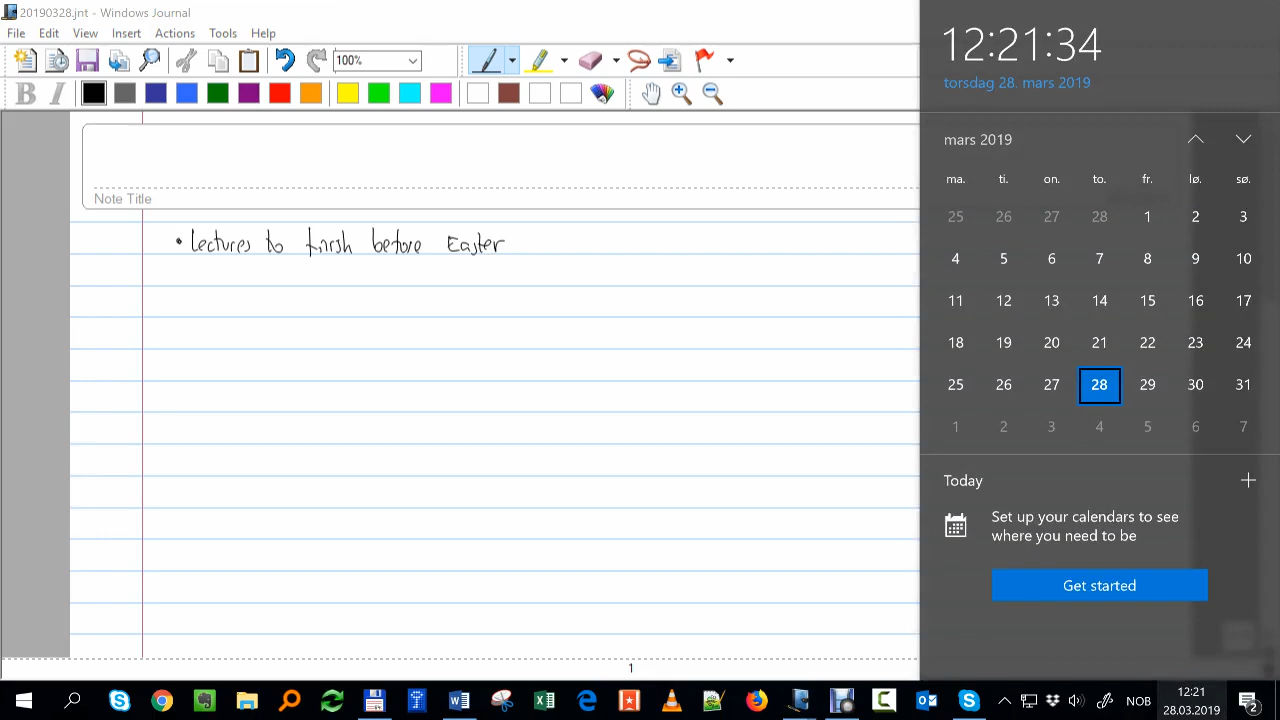 20190328.jnt - Windows Journal
File Edit View Insert Actions Tools Help
100%
B I
Note Title
• Lectures to finish before Easter
1
12:21:34
torsdag 28. mars 2019
mars 2019
ma. ti. on. to. fr. lø. sø.
25 26 27 28 1 2 3
4 5 6 7 8 9 10
11 12 13 14 15 16 17
18 19 20 21 22 23 24
25 26 27 28 29 30 31
1 2 3 4 5 6 7
Today
Set up your calendars to see
where you need to be
Get started
NOB
12:21
28.03.2019
2